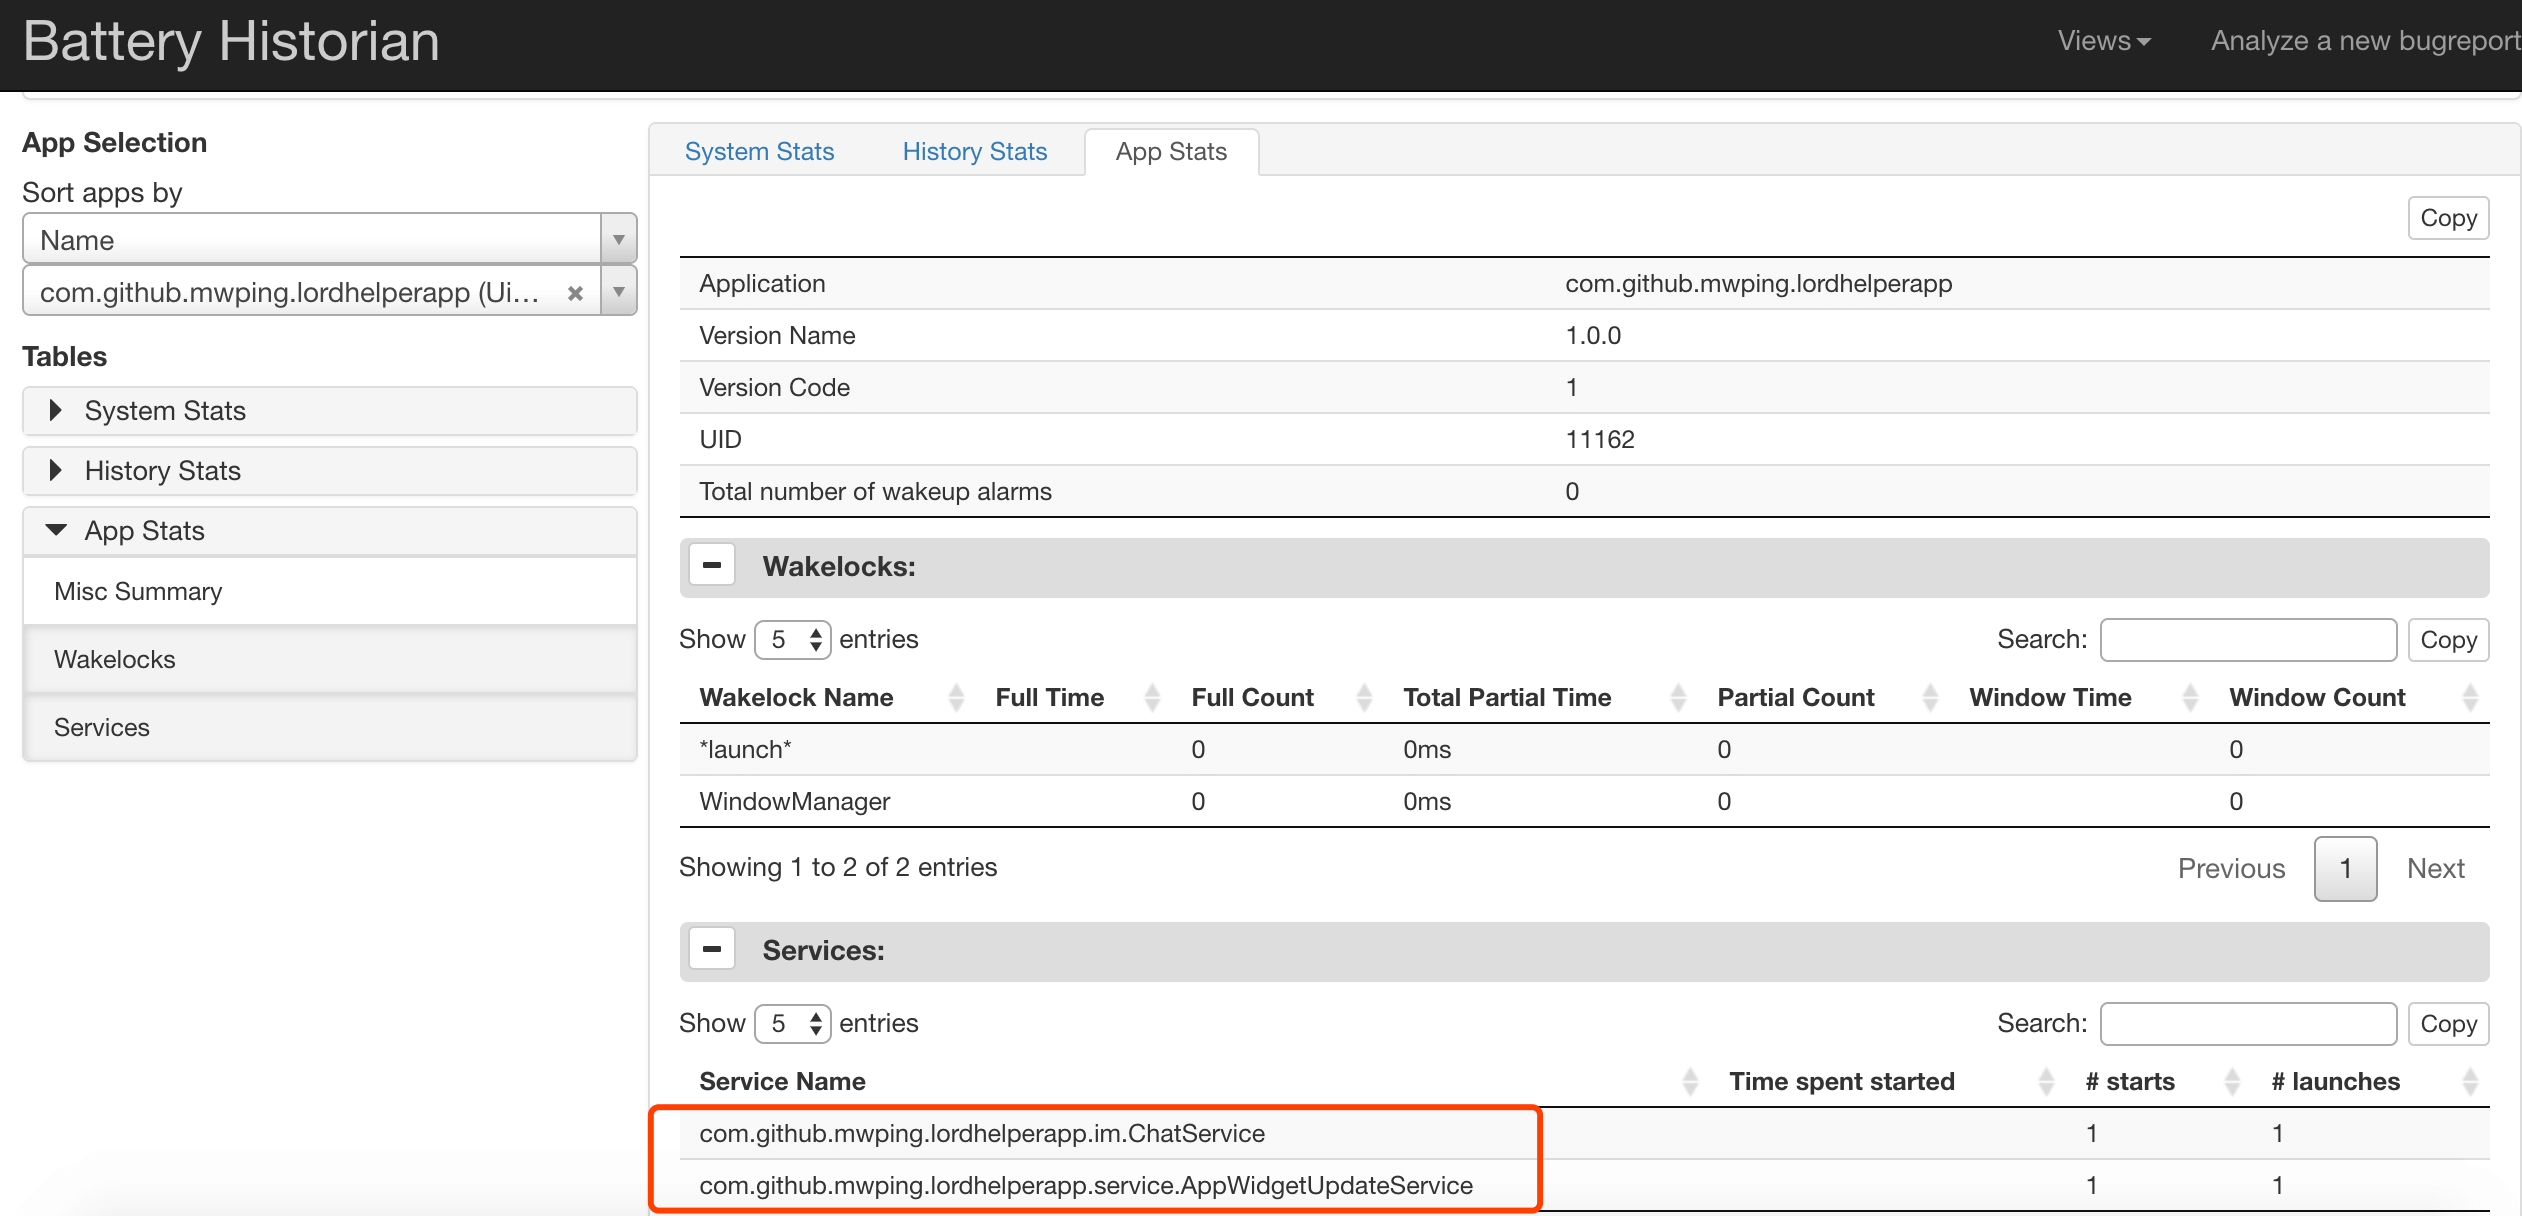 Battery Historian
Views
Analyze a new bugreport
App Selection
Sort apps by
Name
com.github.mwping.lordhelperapp (Ui...
Tables
System Stats
History Stats
App Stats
Misc Summary
Wakelocks
Services
System Stats History Stats App Stats
Copy
Application com.github.mwping.lordhelperapp
Version Name 1.0.0
Version Code 1
UID 11162
Total number of wakeup alarms 0
Wakelocks:
Show 5 entries Search: Copy
Wakelock Name Full Time Full Count Total Partial Time Partial Count Window Time Window Count
*launch* 0 0ms 0 0
WindowManager 0 0ms 0 0
Showing 1 to 2 of 2 entries Previous 1 Next
Services:
Show 5 entries Search: Copy
Service Name Time spent started # starts # launches
com.github.mwping.lordhelperapp.im.ChatService 1 1
com.github.mwping.lordhelperapp.service.AppWidgetUpdateService 1 1